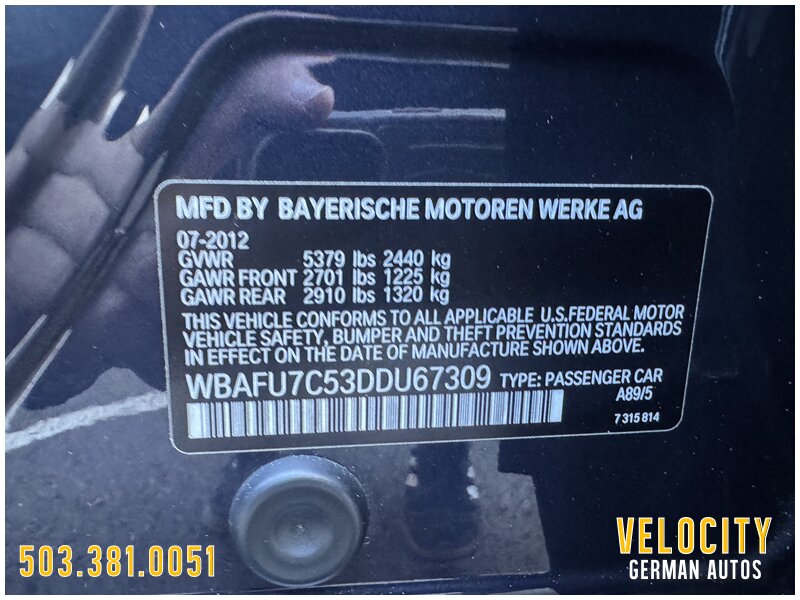 MFD BY BAYERISCHE MOTOREN WERKE AG
07-2012
GVWR 5379 lbs 2440 kg
GAWR FRONT 2701 lbs 1225 kg
GAWR REAR 2910 lbs 1320 kg
THIS VEHICLE CONFORMS TO ALL APPLICABLE U.S.FEDERAL MOTOR
VEHICLE SAFETY, BUMPER AND THEFT PREVENTION STANDARDS
IN EFFECT ON THE DATE OF MANUFACTURE SHOWN ABOVE.
WBAFU7C53DDU67309 TYPE: PASSENGER CAR
A89/5
7315814
503.381.0051
VELOCITY
GERMAN AUTOS